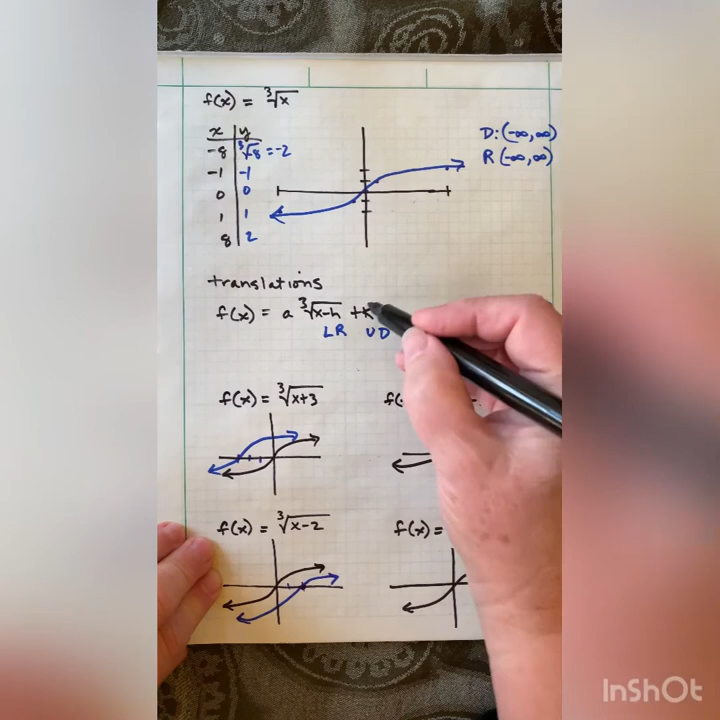 f(x) = ∛x
x y
-8 ∛8 = -2
-1 -1
0 0
1 1
8 2
D: (-∞, ∞)
R (-∞, ∞)
translations
f(x) = a ∛x-h + k
LR UD
f(x) = ∛x+3
f(x) = ∛x-2
f(x) =
InShOt